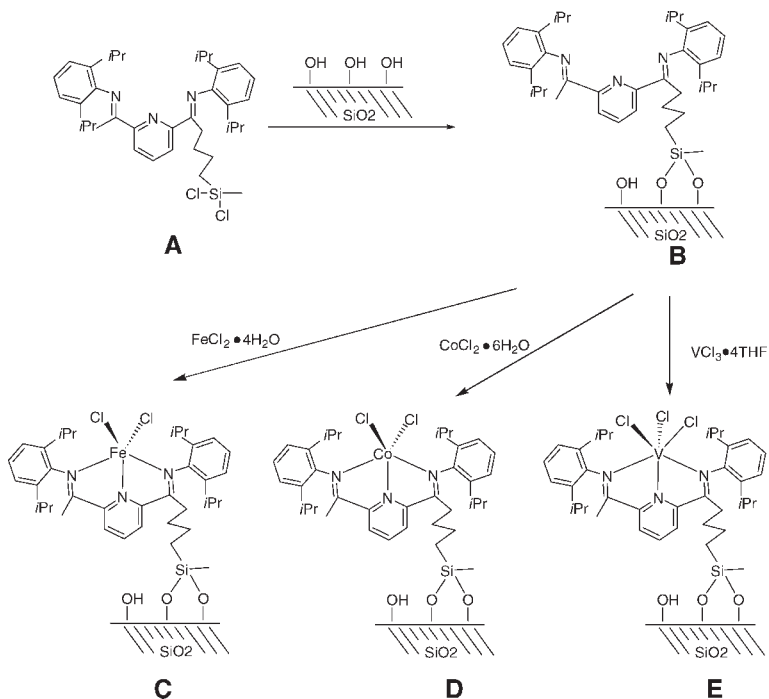 iPr iPr
N N
N
iPr iPr
Cl-Si
Cl
A
OH OH OH
SiO2
iPr iPr
N N
N
iPr iPr
Si
OH O O
SiO2
B
FeCl₂ • 4H₂O
CoCl₂ • 6H₂O
VCl₃•4THF
Cl Cl
iPr Fe iPr
N N
N
iPr iPr
Si
OH O O
SiO2
C
Cl Cl
iPr Co iPr
N N
N
iPr iPr
Si
OH O O
SiO2
D
Cl Cl Cl
iPr V iPr
N N
N
iPr iPr
Si
OH O O
SiO2
E